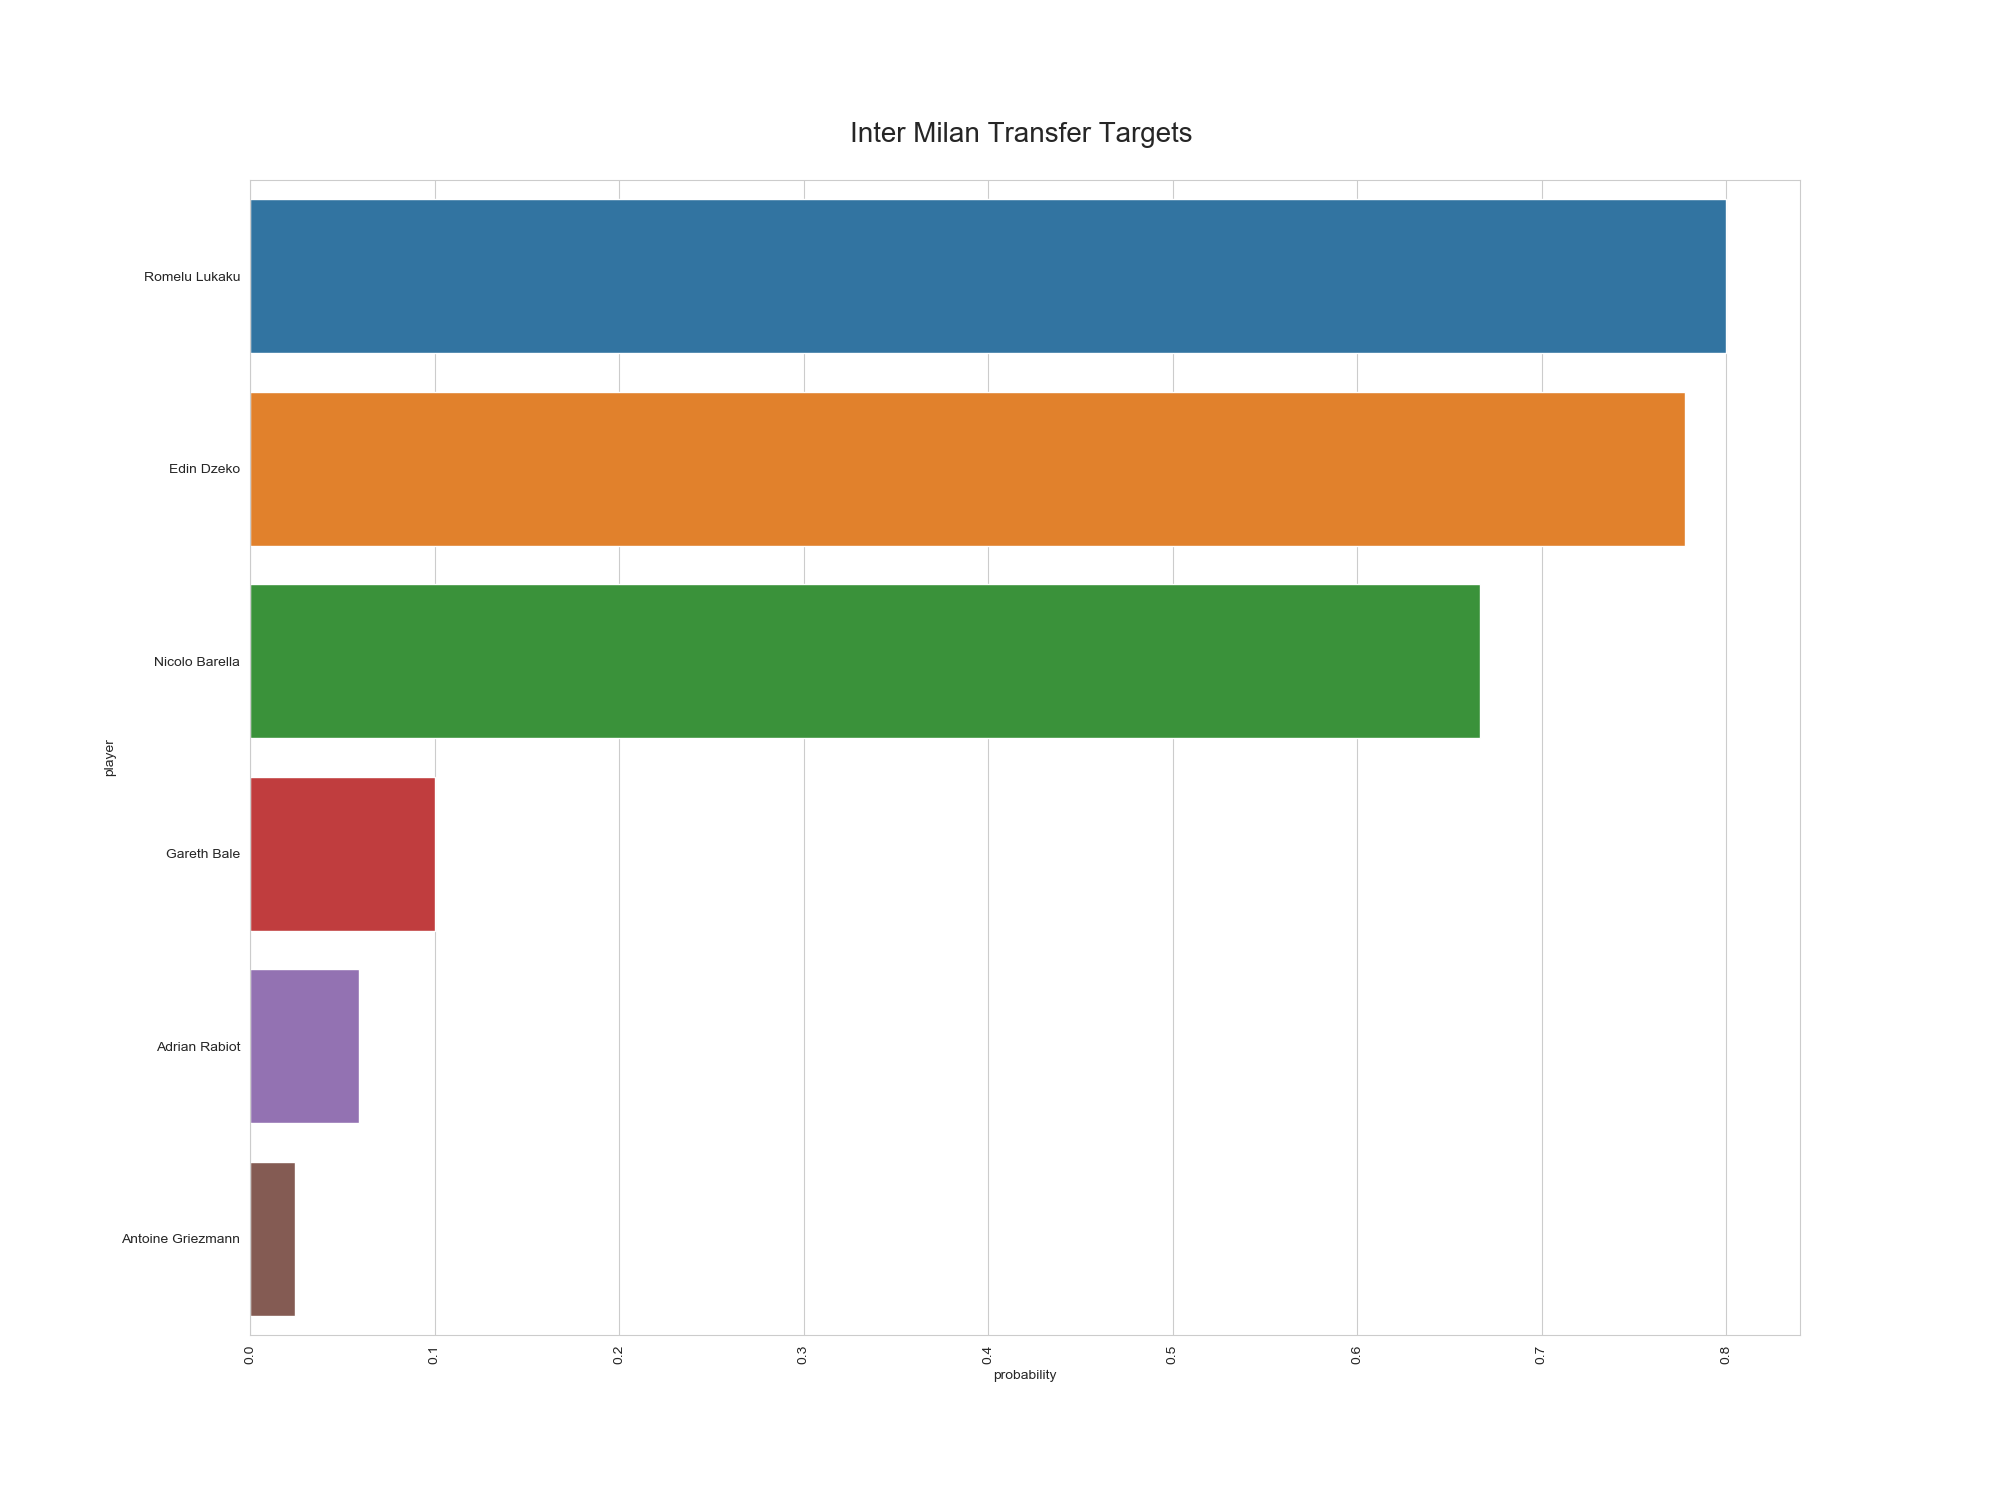 Inter Milan Transfer Targets
Romelu Lukaku
Edin Dzeko
Nicolo Barella
player
Gareth Bale
Adrian Rabiot
Antoine Griezmann
0.0
0.1
0.2
0.3
0.4
0.5
0.6
0.7
0.8
probability